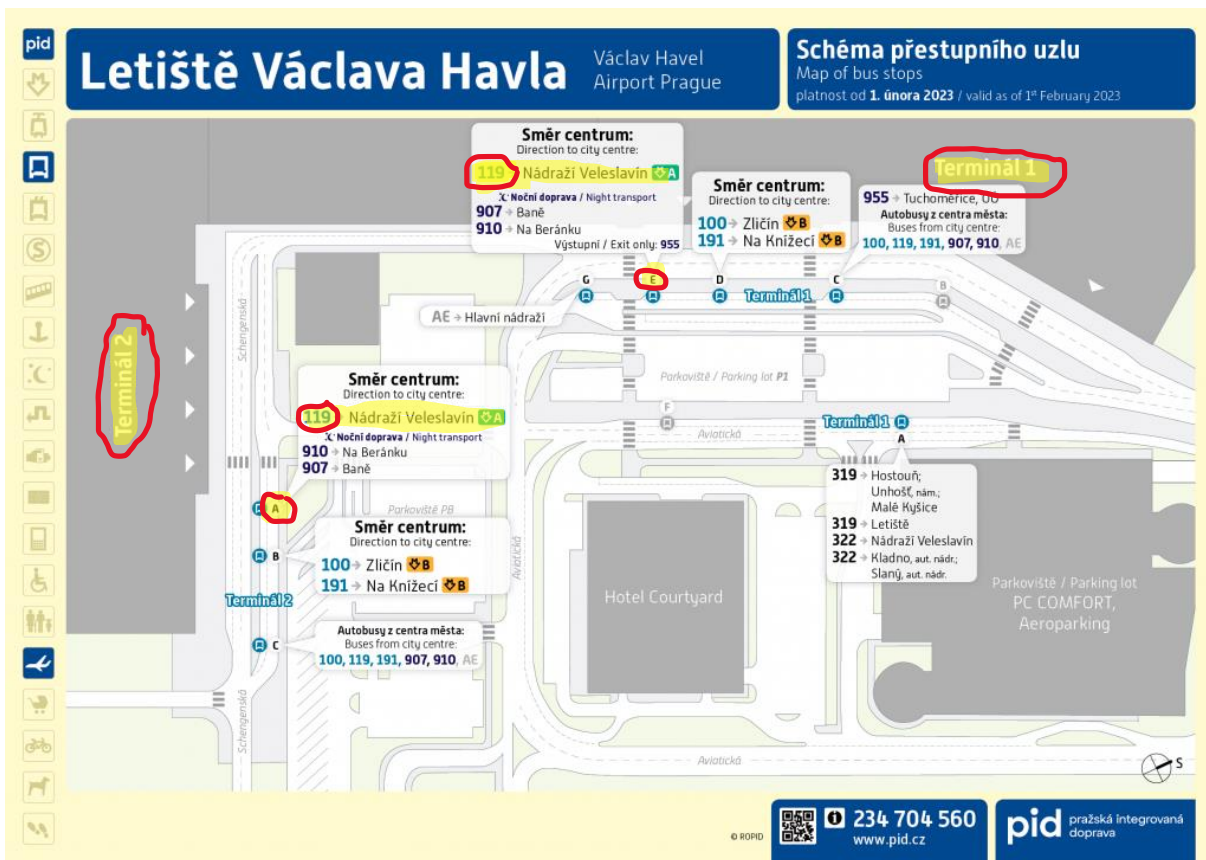 pid
Letiště Václava Havla
Václav Havel
Airport Prague
Schéma přestupního uzlu
Map of bus stops
platnost od 1. února 2023 / valid as of 1st February 2023
Směr centrum:
Direction to city centre:
119 → Nádraží Veleslavín A
Noční doprava / Night transport
907 → Baně
910 → Na Beránku
Výstupní / Exit only: 955
Směr centrum:
Direction to city centre:
100 → Zličín B
191 → Na Knížecí B
Terminál 1
955 → Tuchoměřice, OÚ
Autobusy z centra města:
Buses from city centre:
100, 119, 191, 907, 910, AE
G
E
D
C
B
Terminál 1
AE → Hlavní nádraží
Schengenská
Terminál 2
Parkoviště / Parking lot P1
Směr centrum:
Direction to city centre:
119 → Nádraží Veleslavín A
Noční doprava / Night transport
910 → Na Beránku
907 → Baně
F
Aviatická
Terminál 1
A
319 → Hostouň;
Unhošť, nám.;
Malé Kyšice
319 → Letiště
322 → Nádraží Veleslavín
322 → Kladno, aut. nádr.;
Slaný, aut. nádr.
A
Parkoviště PB
Směr centrum:
Direction to city centre:
B
100 → Zličín B
191 → Na Knížecí B
Terminál 2
Aviatická
Hotel Courtyard
Parkoviště / Parking lot
PC COMFORT,
Aeroparking
Autobusy z centra města:
Buses from city centre:
C
100, 119, 191, 907, 910, AE
Schengenská
Aviatická
S
© ROPID
234 704 560
www.pid.cz
pid
pražská integrovaná
doprava